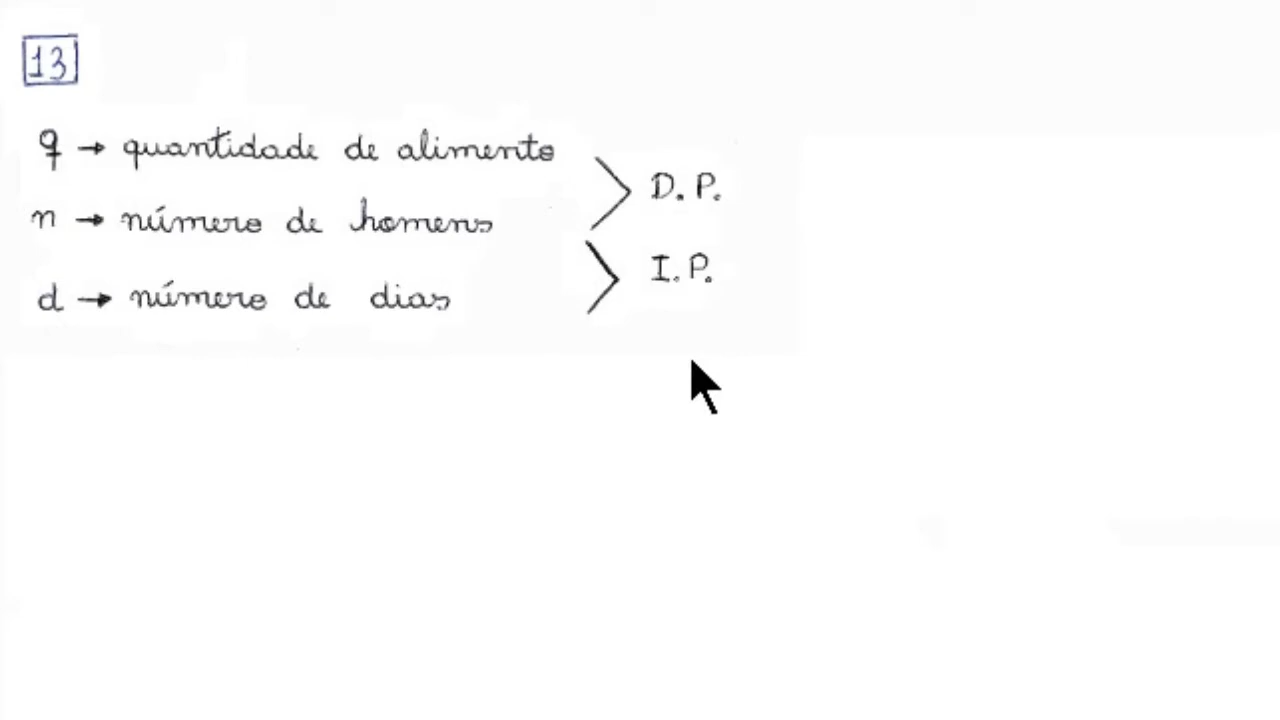 13
q → quantidade de alimento
n → número de homens
d → número de dias
D.P.
I.P.